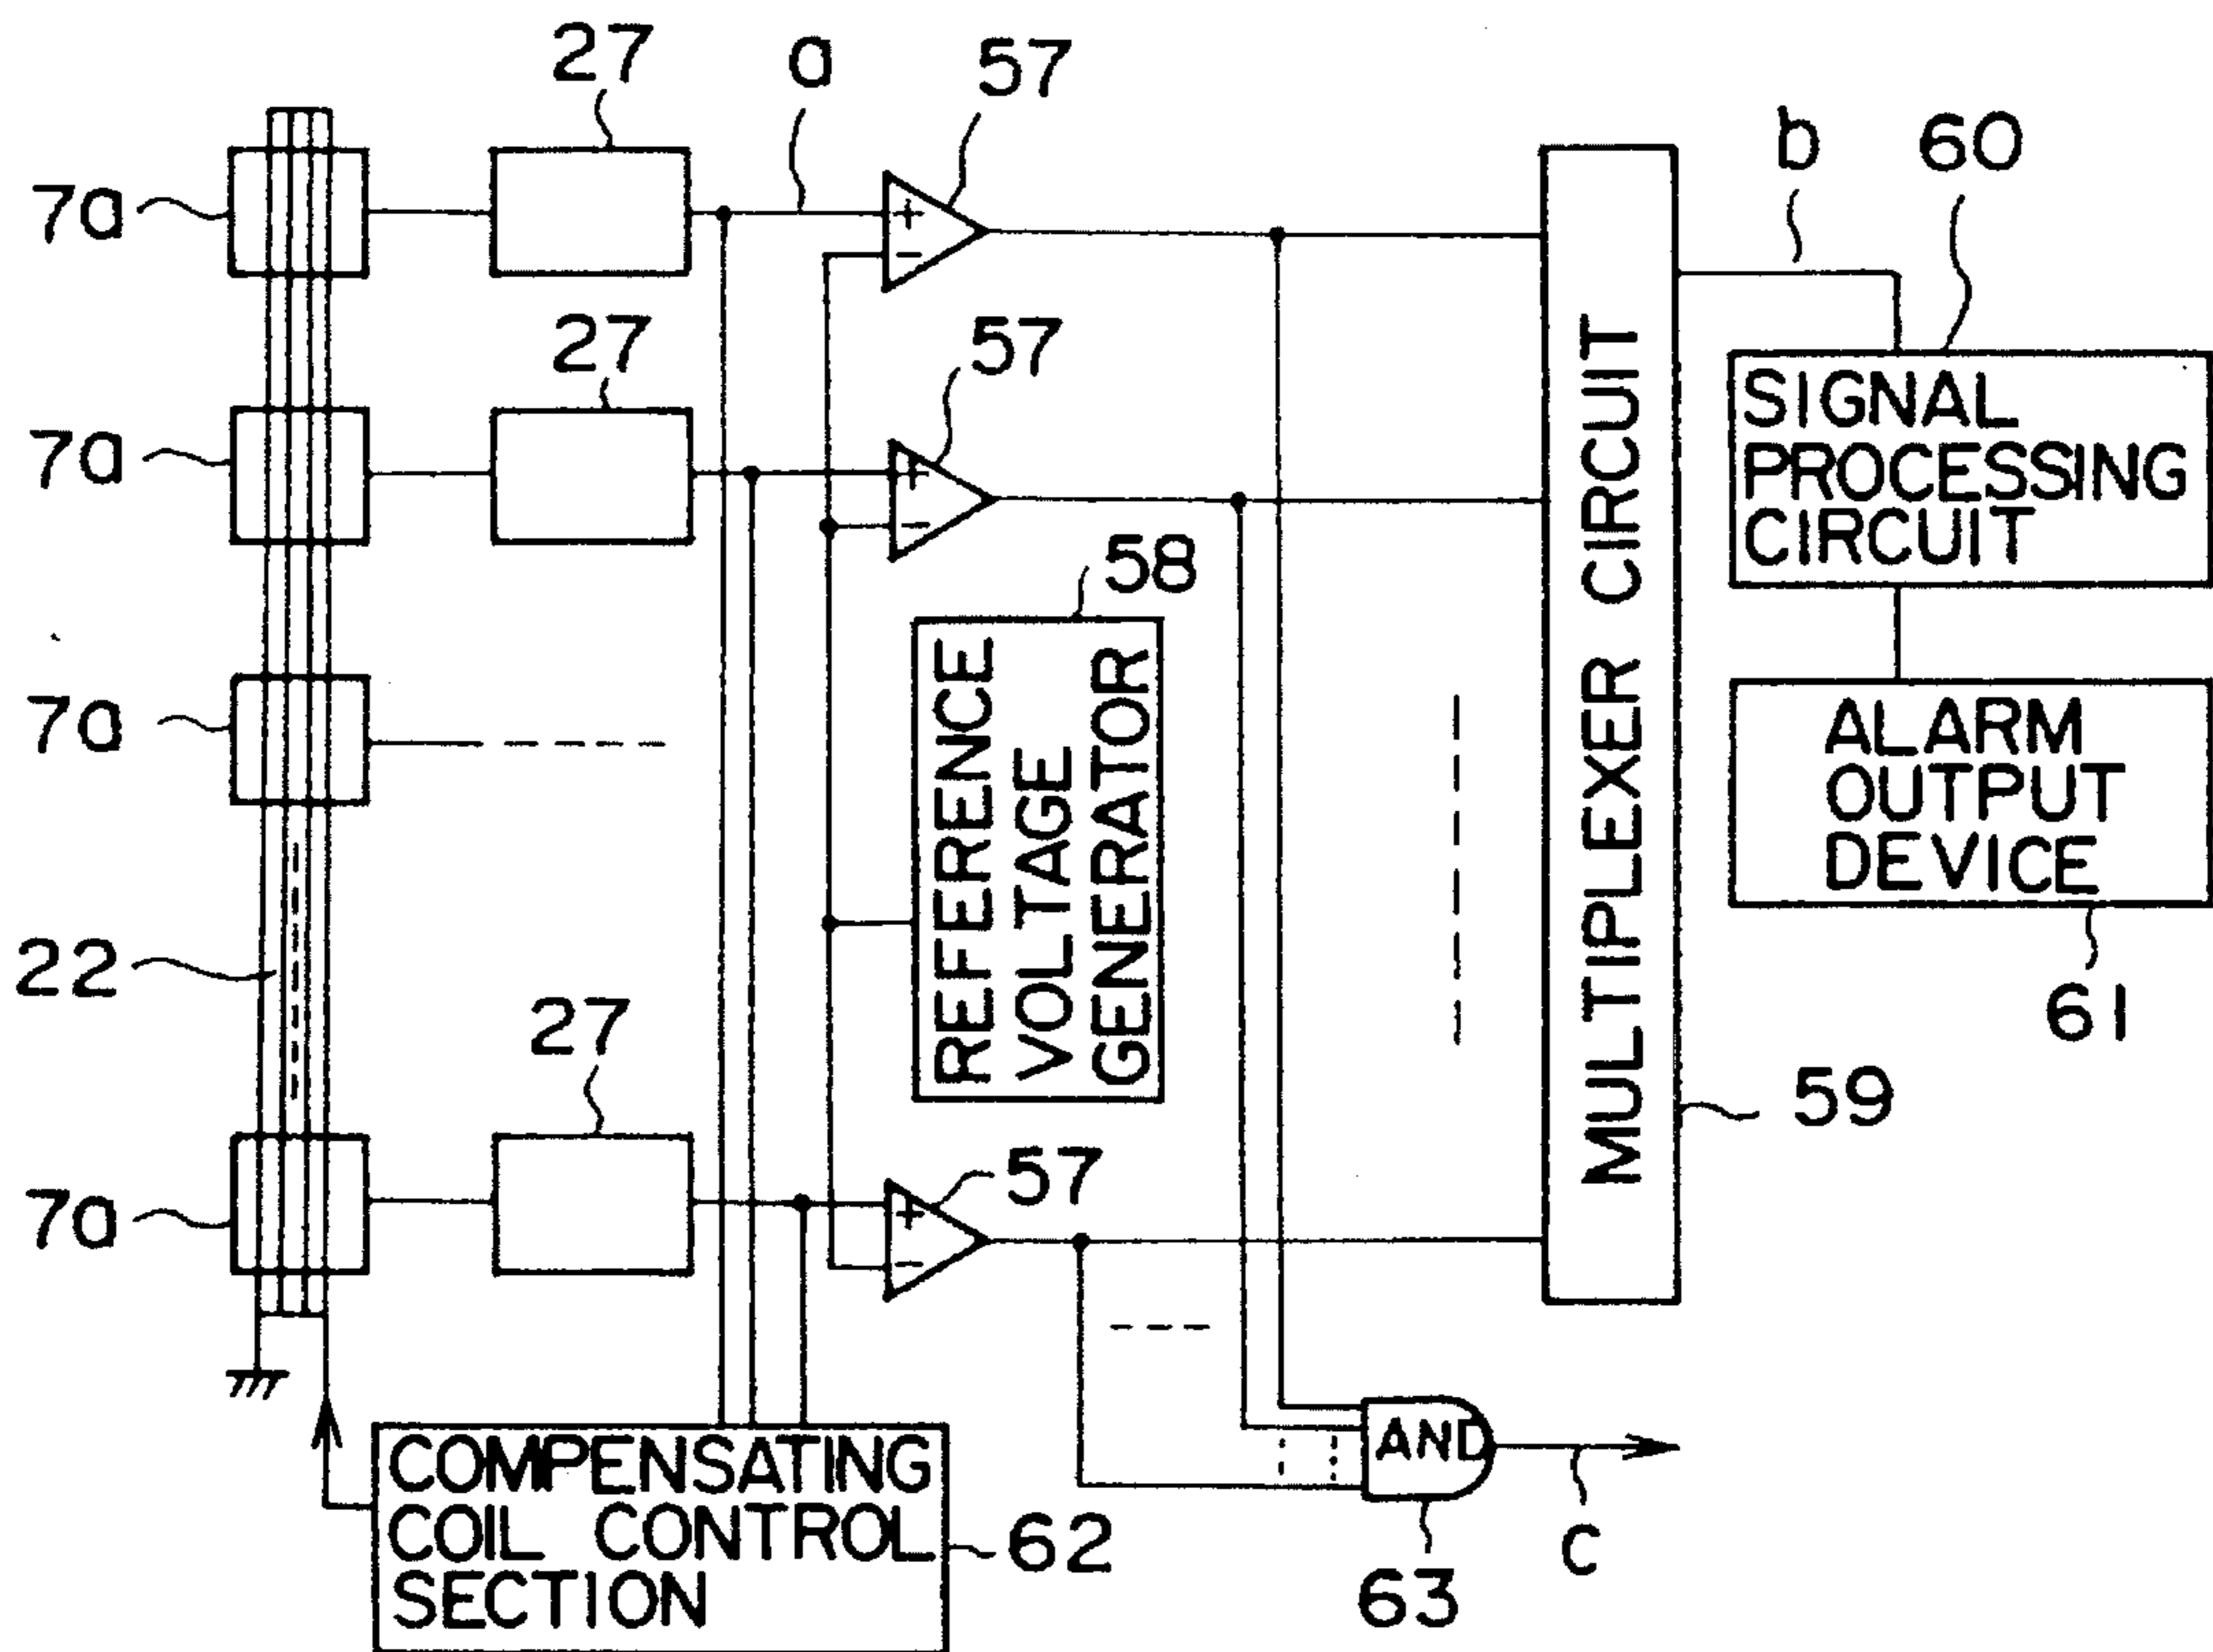 27
a
57
b
60
7a
27
57
7a
58
SIGNAL
PROCESSING
CIRCUIT
REFERENCE
VOLTAGE
GENERATOR
MULTIPLEXER CIRCUIT
7a
ALARM
OUTPUT
DEVICE
22
27
61
59
57
7a
+
-
+
-
+
-
AND
COMPENSATING
COIL CONTROL
SECTION
62
63
c